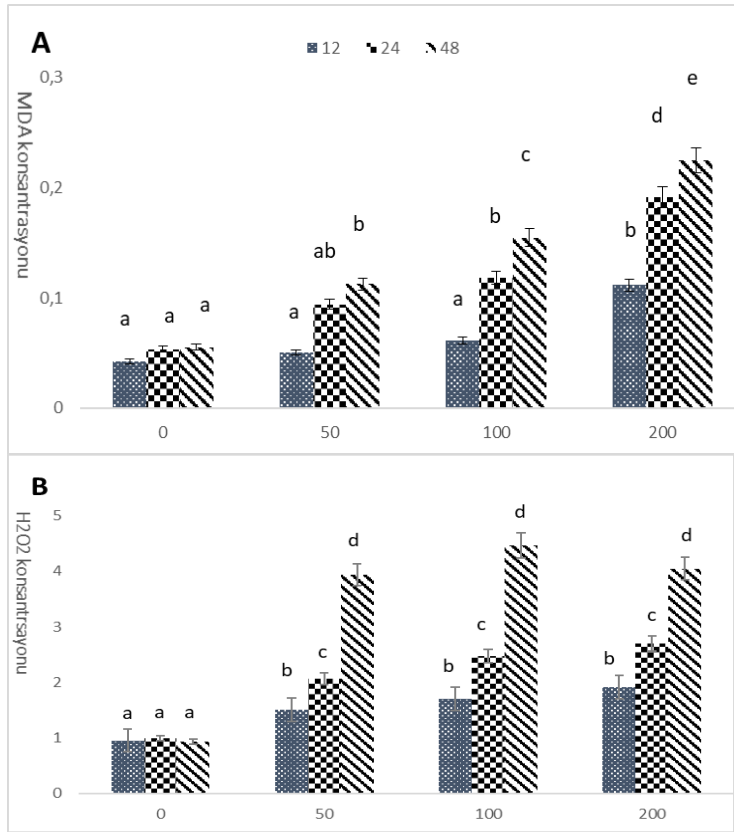 A
12 24 48
MDA konsantrasyonu
0,3
0,2
0,1
0
a a a
a ab b
a b c
b d e
0 50 100 200
B
H2O2 konsantrsayonu
5
4
3
2
1
0
a a a
b c d
b c d
b c d
0 50 100 200